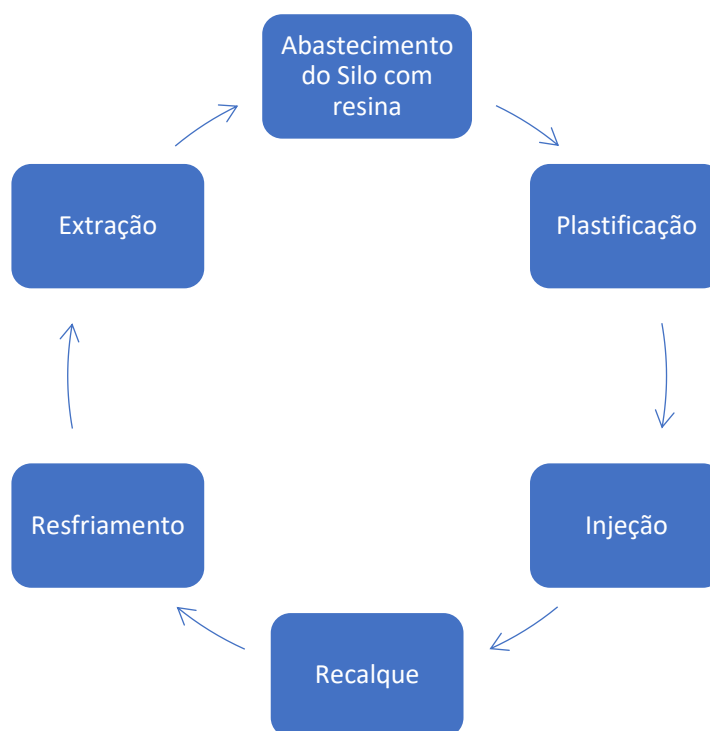 Abastecimento
do Silo com
resina
Plastificação
Injeção
Recalque
Resfriamento
Extração